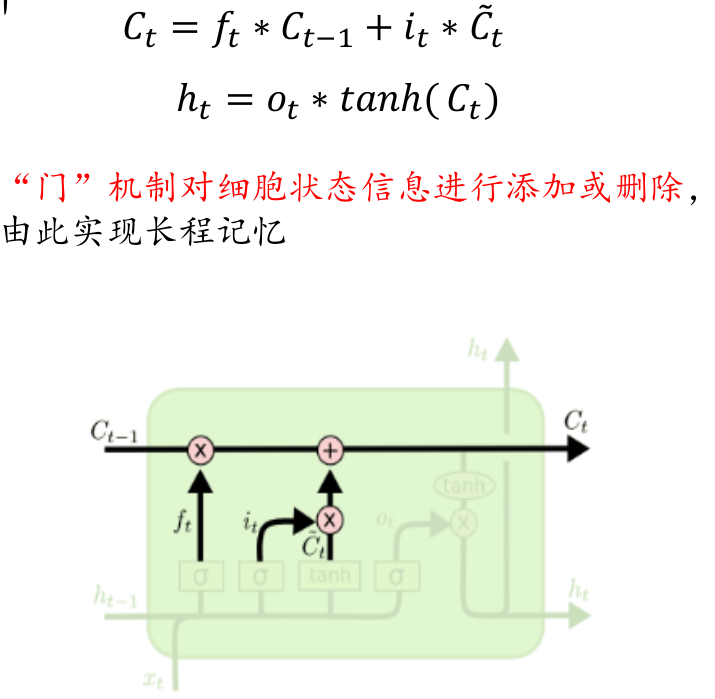 C_t = f_t * C_{t-1} + i_t * C̃_t
h_t = o_t * tanh( C_t)
“门”机制对细胞状态信息进行添加或删除，
由此实现长程记忆
h_t
C_{t-1} x + C_t
tanh
f_t i_t x o_t x
C̃_t
σ σ tanh σ
h_{t-1} h_t
x_t